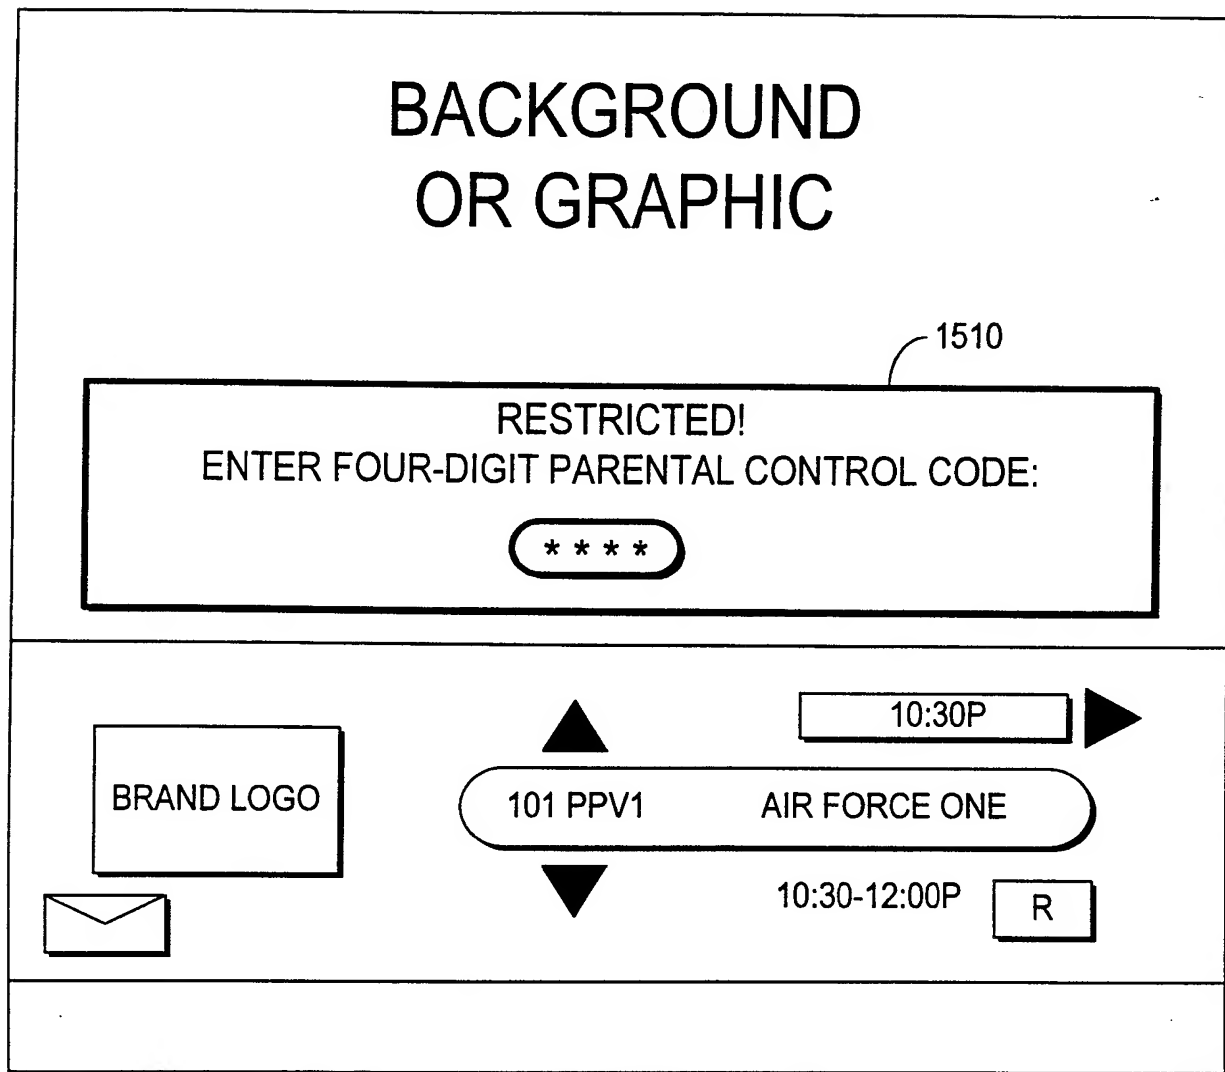 BACKGROUND
OR GRAPHIC
1510
RESTRICTED!
ENTER FOUR-DIGIT PARENTAL CONTROL CODE:
* * * *
10:30P
BRAND LOGO
101 PPV1 AIR FORCE ONE
10:30-12:00P R